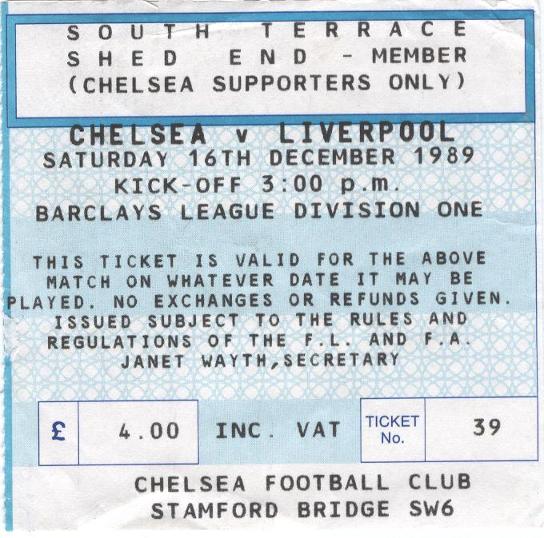 SOUTH TERRACE
SHED END - MEMBER
(CHELSEA SUPPORTERS ONLY)
CHELSEA v LIVERPOOL
SATURDAY 16TH DECEMBER 1989
KICK-OFF 3:00 p.m.
BARCLAYS LEAGUE DIVISION ONE
THIS TICKET IS VALID FOR THE ABOVE
MATCH ON WHATEVER DATE IT MAY BE
PLAYED. NO EXCHANGES OR REFUNDS GIVEN.
ISSUED SUBJECT TO THE RULES AND
REGULATIONS OF THE F.L. AND F.A.
JANET WAYTH,SECRETARY
£ 4.00 INC. VAT TICKET No. 39
CHELSEA FOOTBALL CLUB
STAMFORD BRIDGE SW6